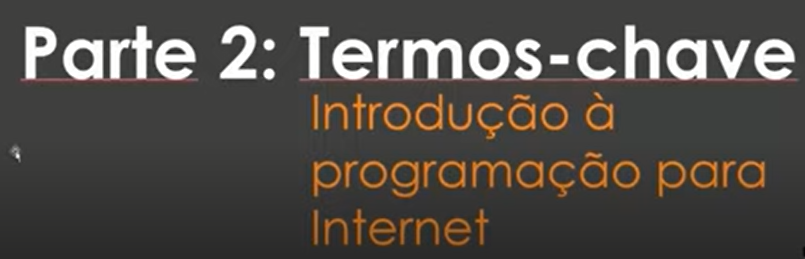 Parte 2: Termos-chave
Introdução à
programação para
Internet